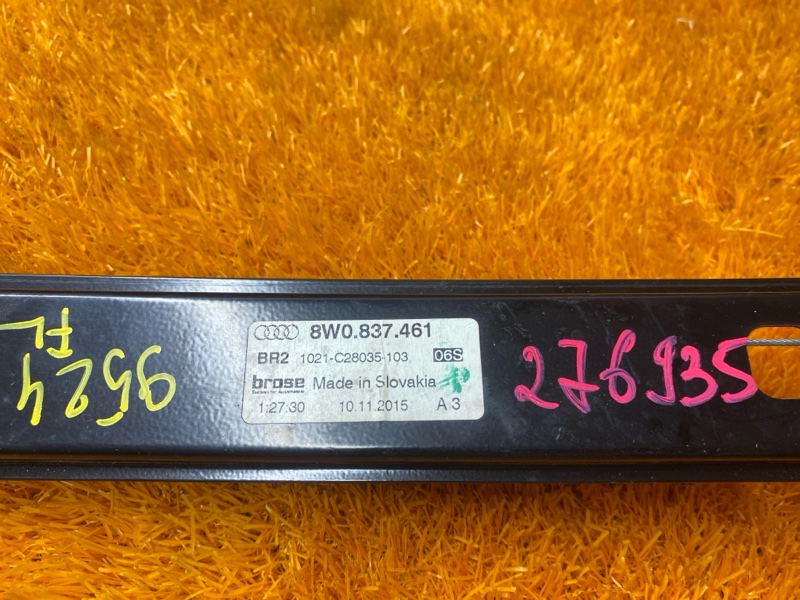 8W0.837.461
BR2 1021-C28035-103 06S
brose Made in Slovakia
1:27:30 10.11.2015 A3
276935
9524
FL